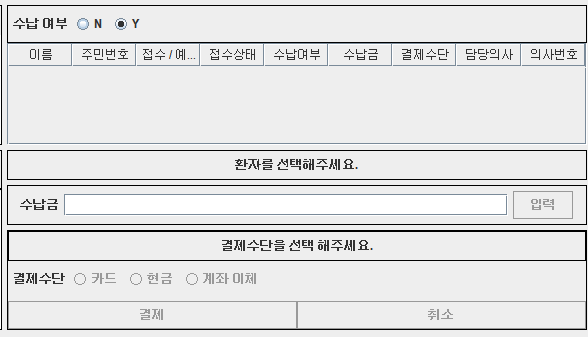 수납 여부 N Y
이름 주민번호 접수 / 예... 접수상태 수납여부 수납금 결제수단 담당의사 의사번호
환자를 선택해주세요.
수납금 입력
결제수단을 선택 해주세요.
결제수단 카드 현금 계좌 이체
결제 취소